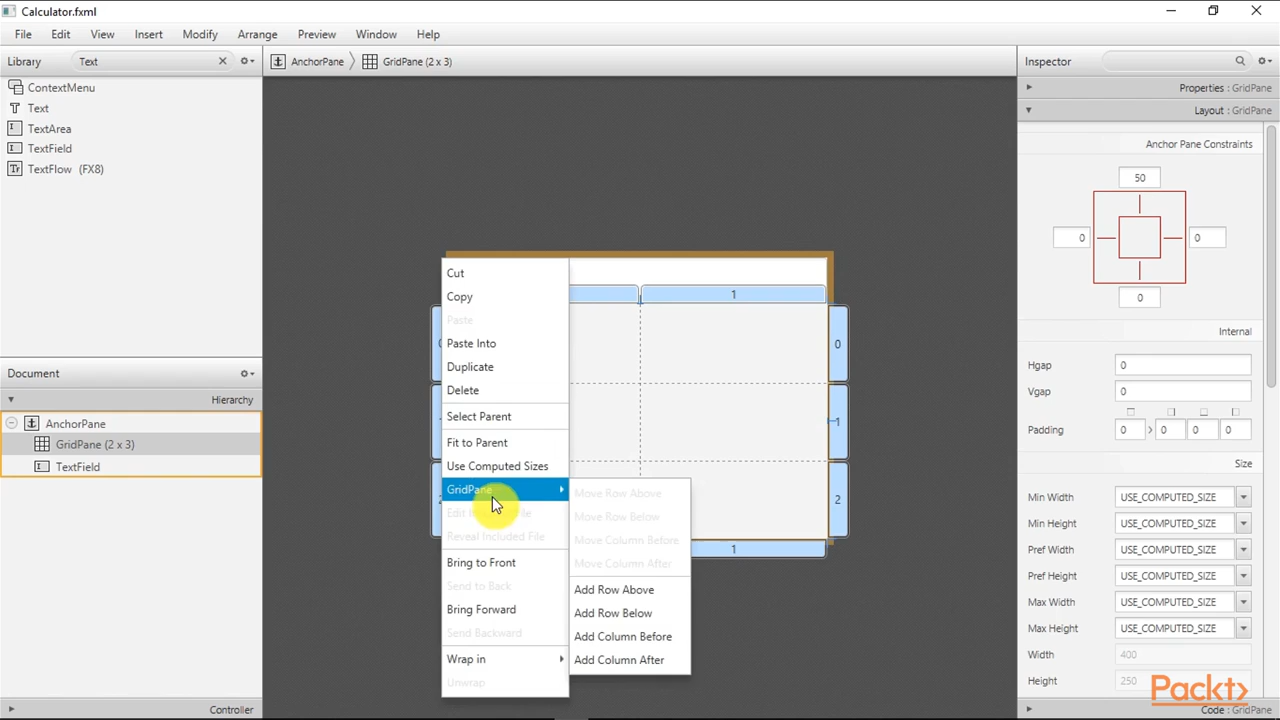 Calculator.fxml
File Edit View Insert Modify Arrange Preview Window Help
Library Text
AnchorPane GridPane (2 x 3)
Inspector
ContextMenu
Text
TextArea
TextField
TextFlow (FX8)
Document
Hierarchy
AnchorPane
GridPane (2 x 3)
TextField
Controller
Cut
Copy
Paste
Paste Into
Duplicate
Delete
Select Parent
Fit to Parent
Use Computed Sizes
GridPane
Reveal Included File
Bring to Front
Send to Back
Bring Forward
Send Backward
Wrap in
Unwrap
Move Row Above
Move Row Below
Move Column Before
Move Column After
Add Row Above
Add Row Below
Add Column Before
Add Column After
1
0
0
1
2
2
1
Properties : GridPane
Layout : GridPane
Anchor Pane Constraints
50
0 0
0
Internal
Hgap 0
Vgap 0
Padding 0 0 0 0
Size
Min Width USE_COMPUTED_SIZE
Min Height USE_COMPUTED_SIZE
Pref Width USE_COMPUTED_SIZE
Pref Height USE_COMPUTED_SIZE
Max Width USE_COMPUTED_SIZE
Max Height USE_COMPUTED_SIZE
Width 400
Height 250
Packt>
Code : GridPane